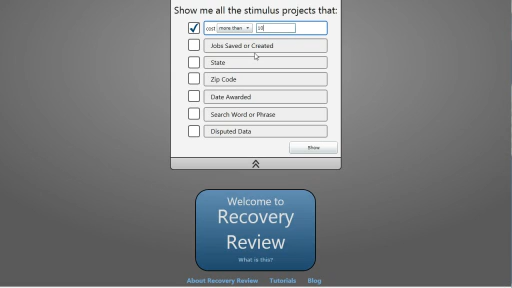 Show me all the stimulus projects that:
cost more than 10
Jobs Saved or Created
State
Zip Code
Date Awarded
Search Word or Phrase
Disputed Data
Show
Welcome to
Recovery
Review
What is this?
About Recovery Review Tutorials Blog